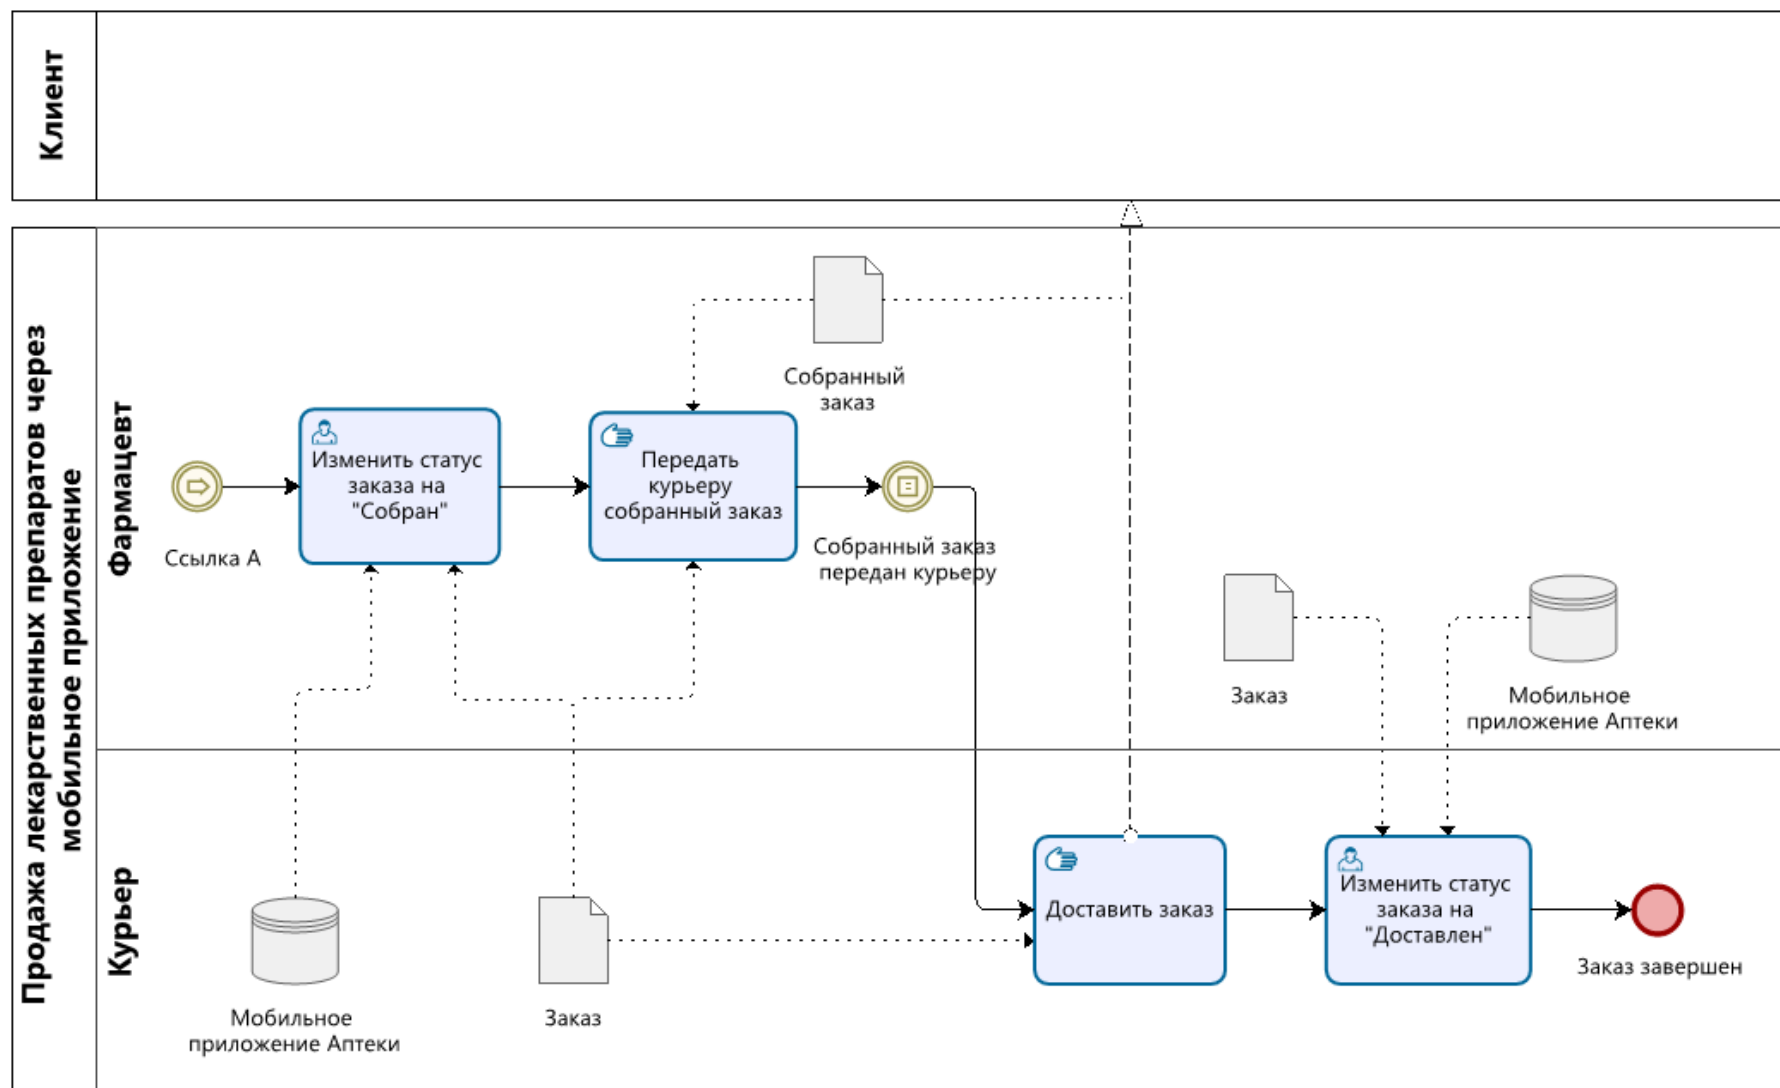 Клиент
Продажа лекарственных препаратов через
мобильное приложение
Фармацевт
Собранный
заказ
Ссылка А
Изменить статус
заказа на
"Собран"
Передать
курьеру
собранный заказ
Собранный заказ
передан курьеру
Заказ
Мобильное
приложение Аптеки
Курьер
Мобильное
приложение Аптеки
Заказ
Доставить заказ
Изменить статус
заказа на
"Доставлен"
Заказ завершен